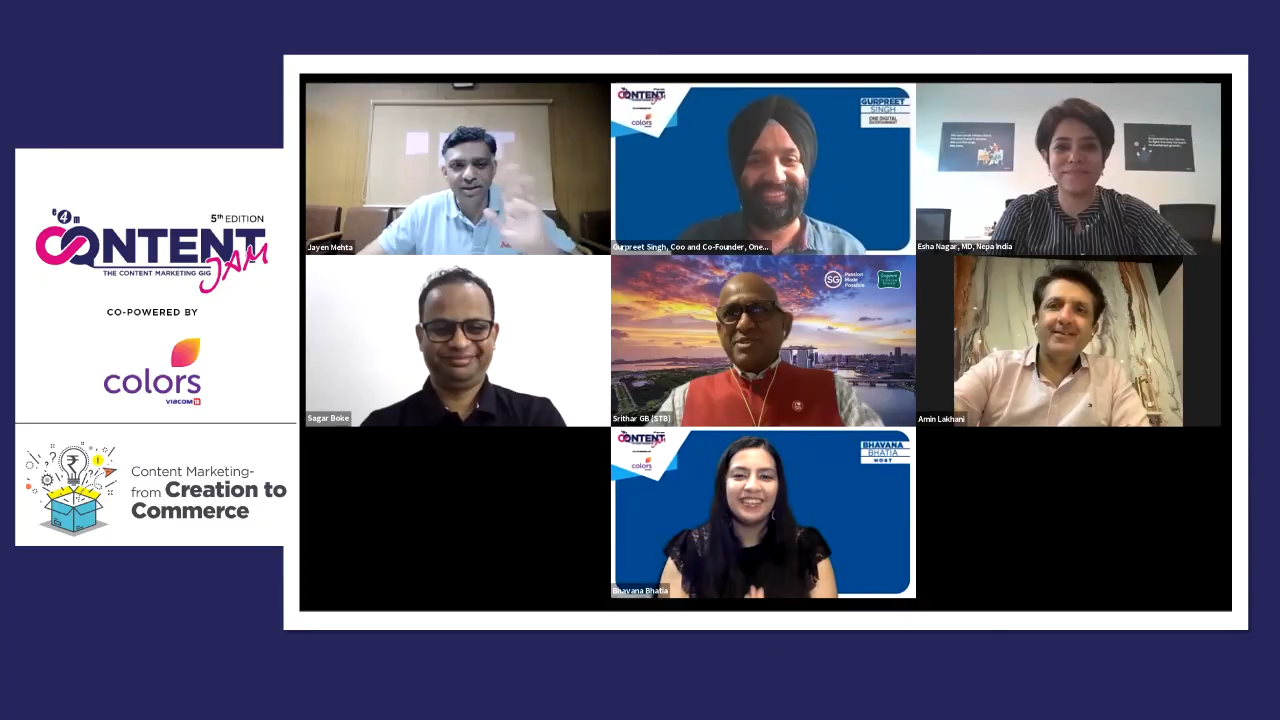 e4m
5th EDITION
CONTENT
JAM
THE CONTENT MARKETING GIG
CO-POWERED BY
colors
VIACOM18
Content Marketing-
from Creation to
Commerce
CONTENT
JAM
colors
GURPREET
SINGH
ONE DIGITAL
ENTERTAINMENT
Jayen Mehta
Gurpreet Singh, Coo and Co-Founder, One...
Esha Nagar, MD, Nepa India
SG
Passion
Made
Possible
Sagar Boke
Srithar GB (STB)
Amin Lakhani
CONTENT
JAM
colors
BHAVANA
BHATIA
HOST
Bhavana Bhatia